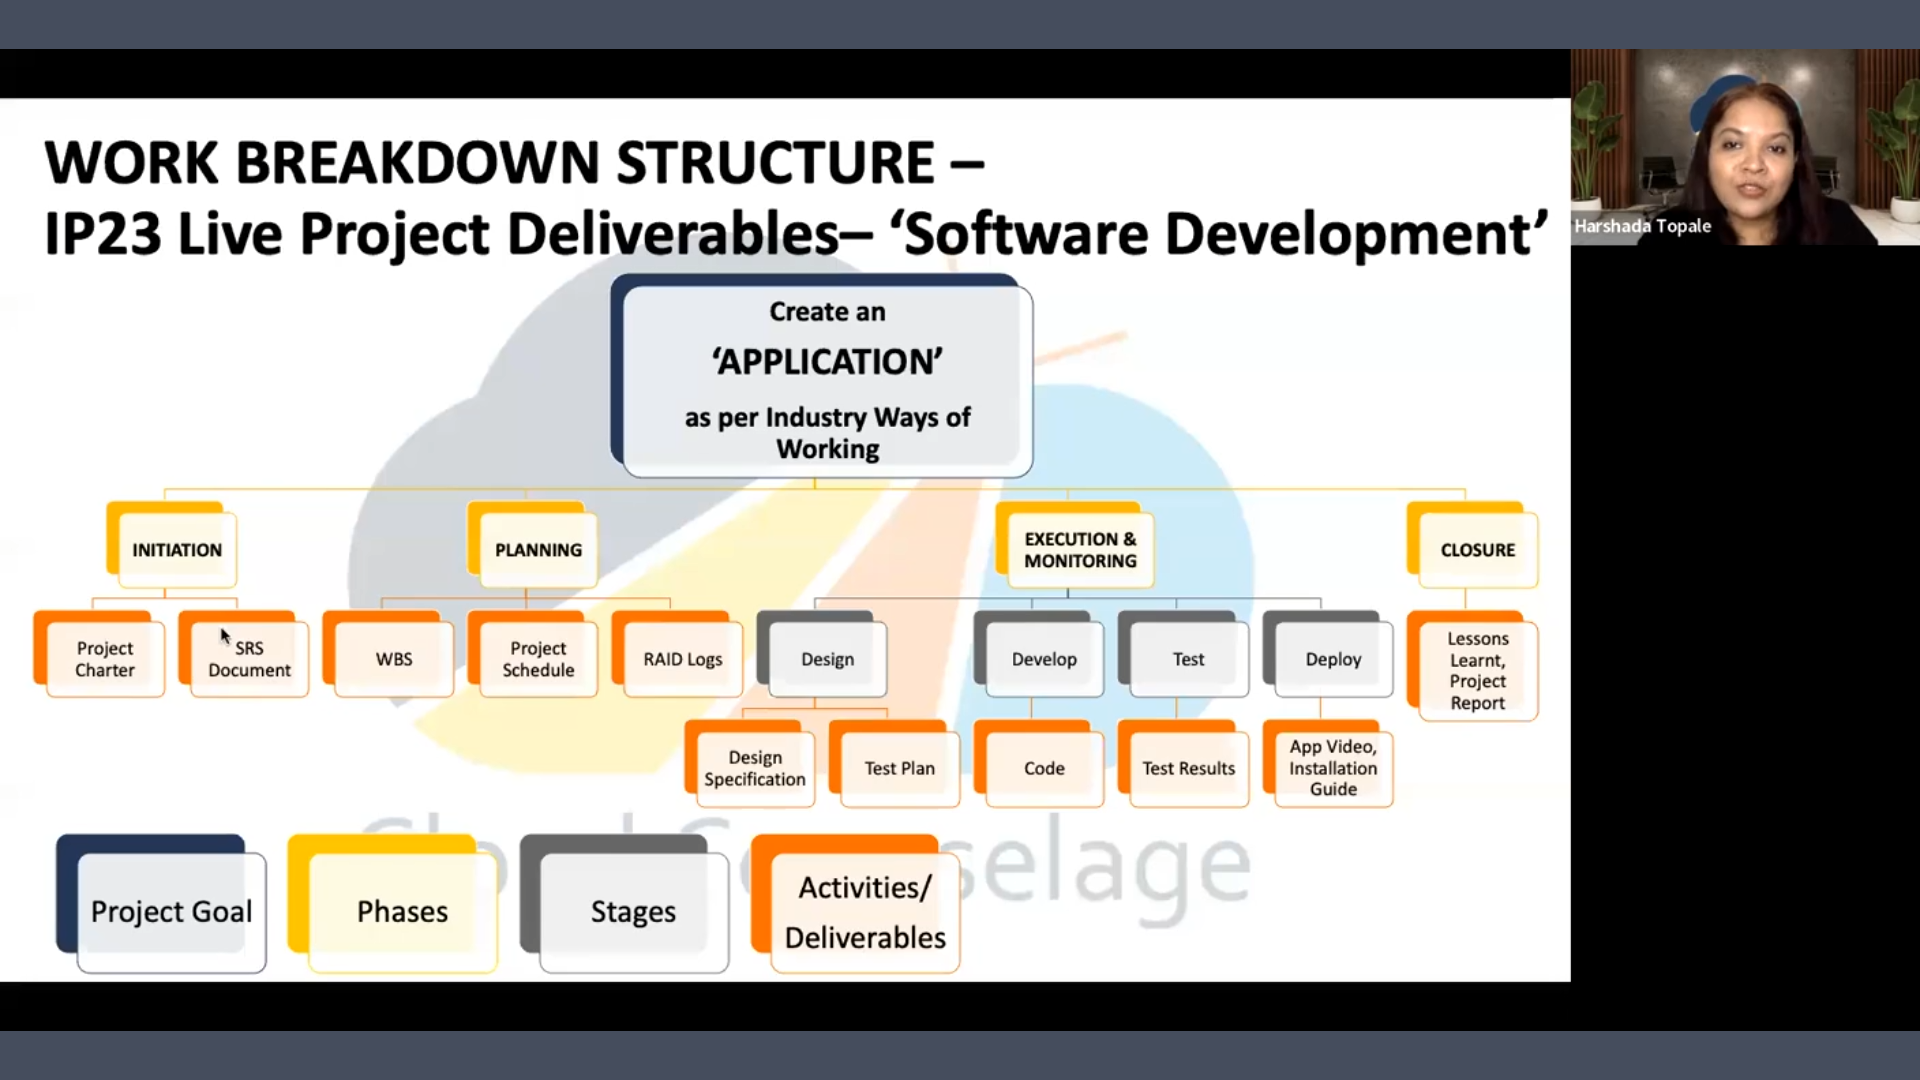 WORK BREAKDOWN STRUCTURE –
IP23 Live Project Deliverables– ‘Software Development’
Harshada Topale
Create an
‘APPLICATION’
as per Industry Ways of
Working
INITIATION
PLANNING
EXECUTION &
MONITORING
CLOSURE
Project
Charter
SRS
Document
WBS
Project
Schedule
RAID Logs
Design
Develop
Test
Deploy
Lessons
Learnt,
Project
Report
Design
Specification
Test Plan
Code
Test Results
App Video,
Installation
Guide
Project Goal
Phases
Stages
Activities/
Deliverables